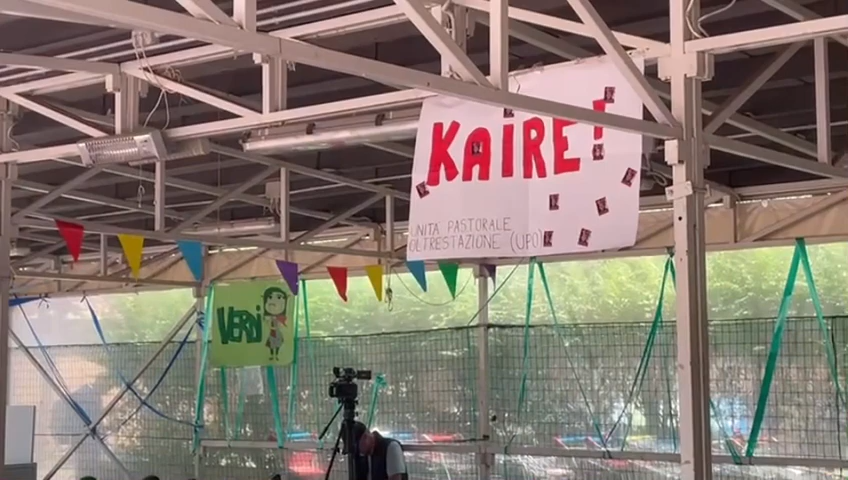 KAIRE!
UNITÀ PASTORALE
OLTRESTAZIONE (UPO)
VERDI